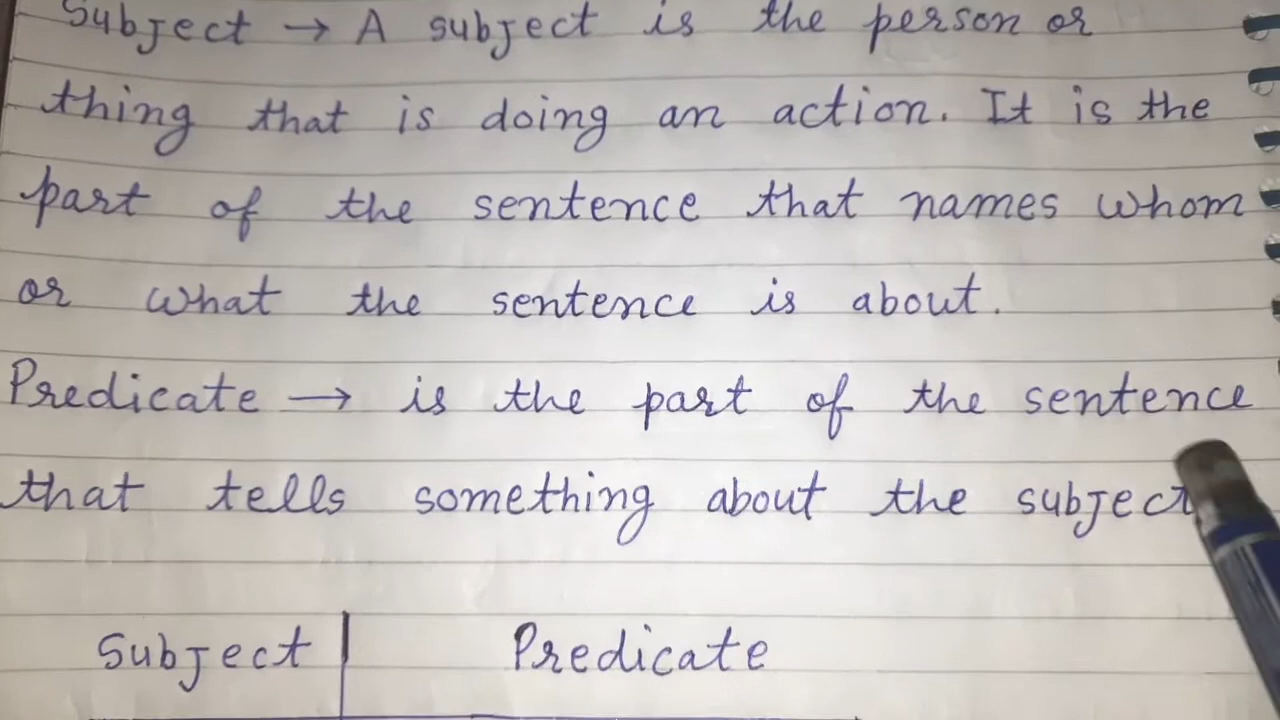 Subject → A subject is the person or
thing that is doing an action. It is the
part of the sentence that names whom
or what the sentence is about.
Predicate → is the part of the sentence
that tells something about the subject
Subject Predicate